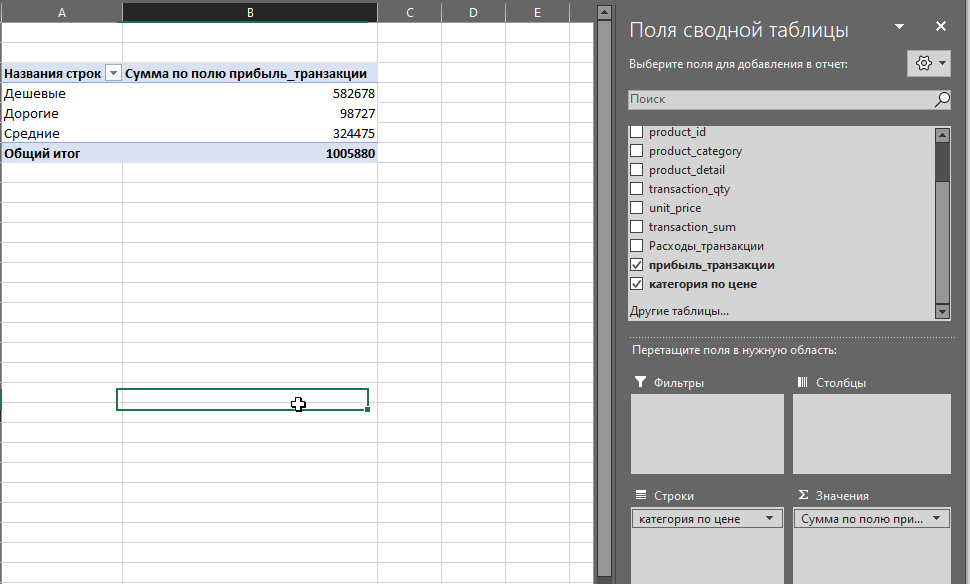 A B C D E
Названия строк Сумма по полю прибыль_транзакции
Дешевые 582678
Дорогие 98727
Средние 324475
Общий итог 1005880
Поля сводной таблицы
Выберите поля для добавления в отчет:
Поиск
product_id
product_category
product_detail
transaction_qty
unit_price
transaction_sum
Расходы_транзакции
прибыль_транзакции
категория по цене
Другие таблицы...
Перетащите поля в нужную область:
Фильтры
Столбцы
Строки
Σ Значения
категория по цене
Сумма по полю при...